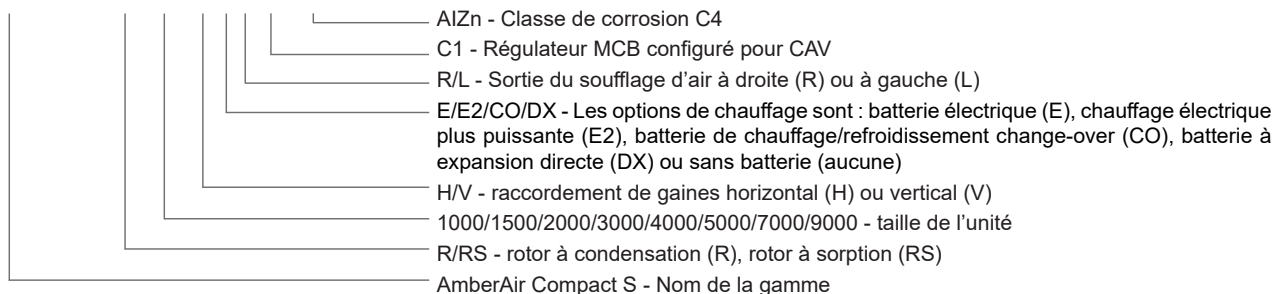 AlZn - Classe de corrosion C4
C1 - Régulateur MCB configuré pour CAV
R/L - Sortie du soufflage d'air à droite (R) ou à gauche (L)
E/E2/CO/DX - Les options de chauffage sont : batterie électrique (E), chauffage électrique
plus puissante (E2), batterie de chauffage/refroidissement change-over (CO), batterie à
expansion directe (DX) ou sans batterie (aucune)
H/V - raccordement de gaines horizontal (H) ou vertical (V)
1000/1500/2000/3000/4000/5000/7000/9000 - taille de l'unité
R/RS - rotor à condensation (R), rotor à sorption (RS)
AmberAir Compact S - Nom de la gamme